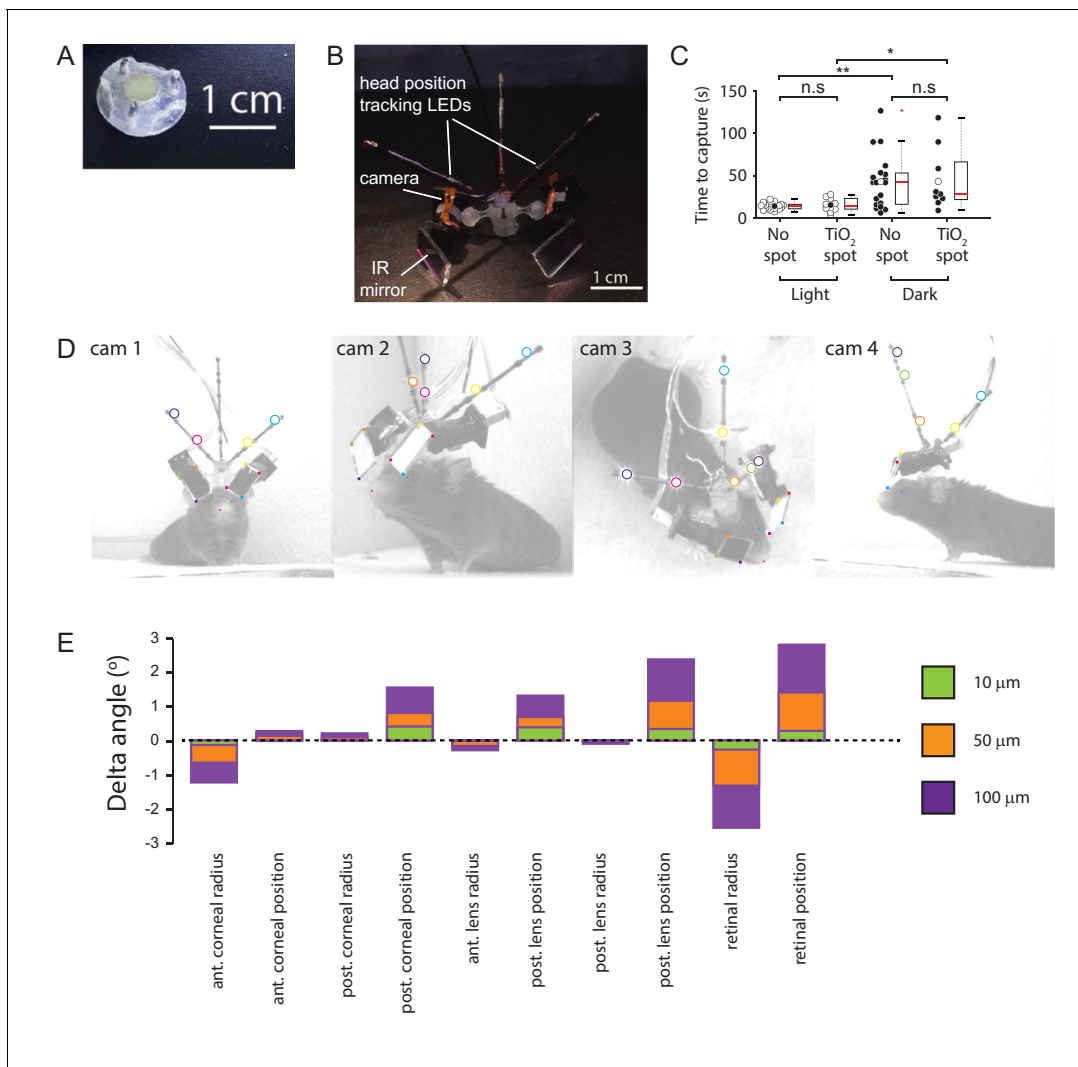 A
1 cm
B
head position
tracking LEDs
camera
IR
mirror
1 cm
C
Time to capture (s)
150
100
50
0
*
**
n.s
n.s
No
spot
TiO2
spot
No
spot
TiO2
spot
Light
Dark
D
cam 1
cam 2
cam 3
cam 4
E
Delta angle (º)
3
2
1
0
-1
-2
-3
ant. corneal radius
ant. corneal position
post. corneal radius
post. corneal position
ant. lens radius
post. lens position
post. lens radius
post. lens position
retinal radius
retinal position
10 µm
50 µm
100 µm